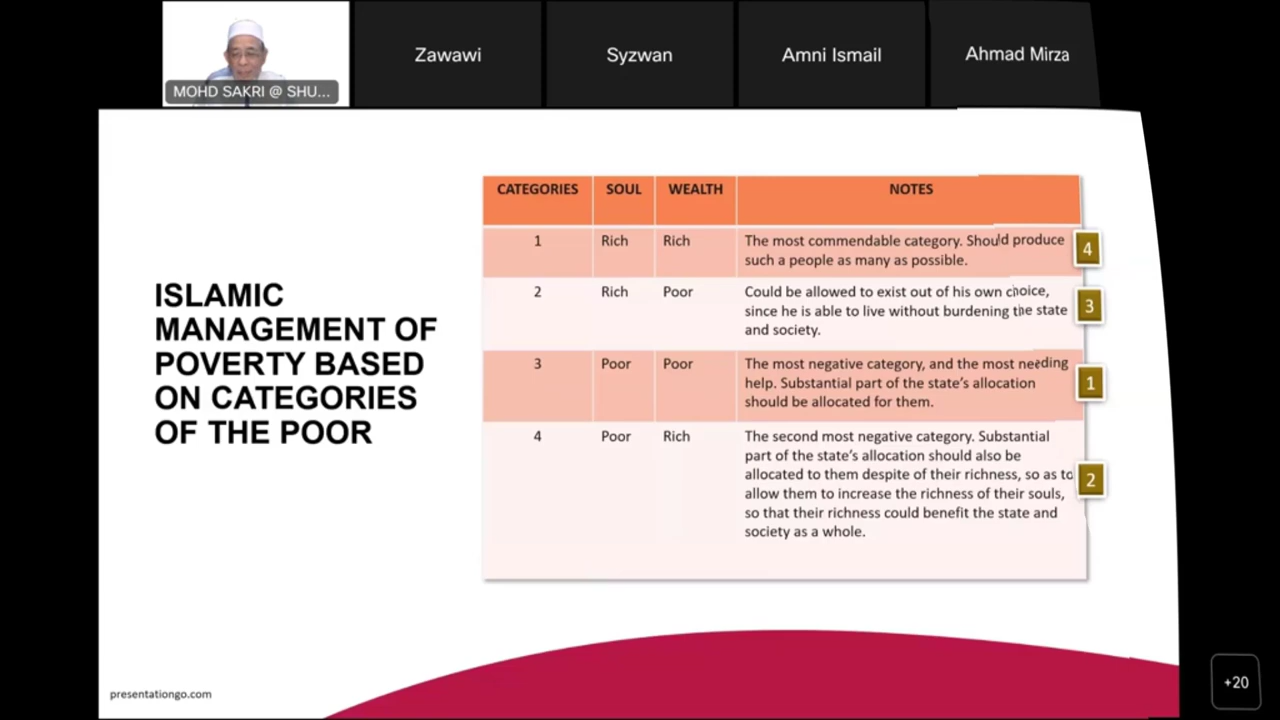 Zawawi
Syzwan
Amni Ismail
Ahmad Mirza
MOHD SAKRI @ SHU...
ISLAMIC
MANAGEMENT OF
POVERTY BASED
ON CATEGORIES
OF THE POOR
CATEGORIES SOUL WEALTH NOTES
1 Rich Rich The most commendable category. Should produce
such a people as many as possible.
4
2 Rich Poor Could be allowed to exist out of his own choice,
since he is able to live without burdening the state
and society.
3
3 Poor Poor The most negative category, and the most needing
help. Substantial part of the state's allocation
should be allocated for them.
1
4 Poor Rich The second most negative category. Substantial
part of the state's allocation should also be
allocated to them despite of their richness, so as to
allow them to increase the richness of their souls,
so that their richness could benefit the state and
society as a whole.
2
presentationgo.com
+20